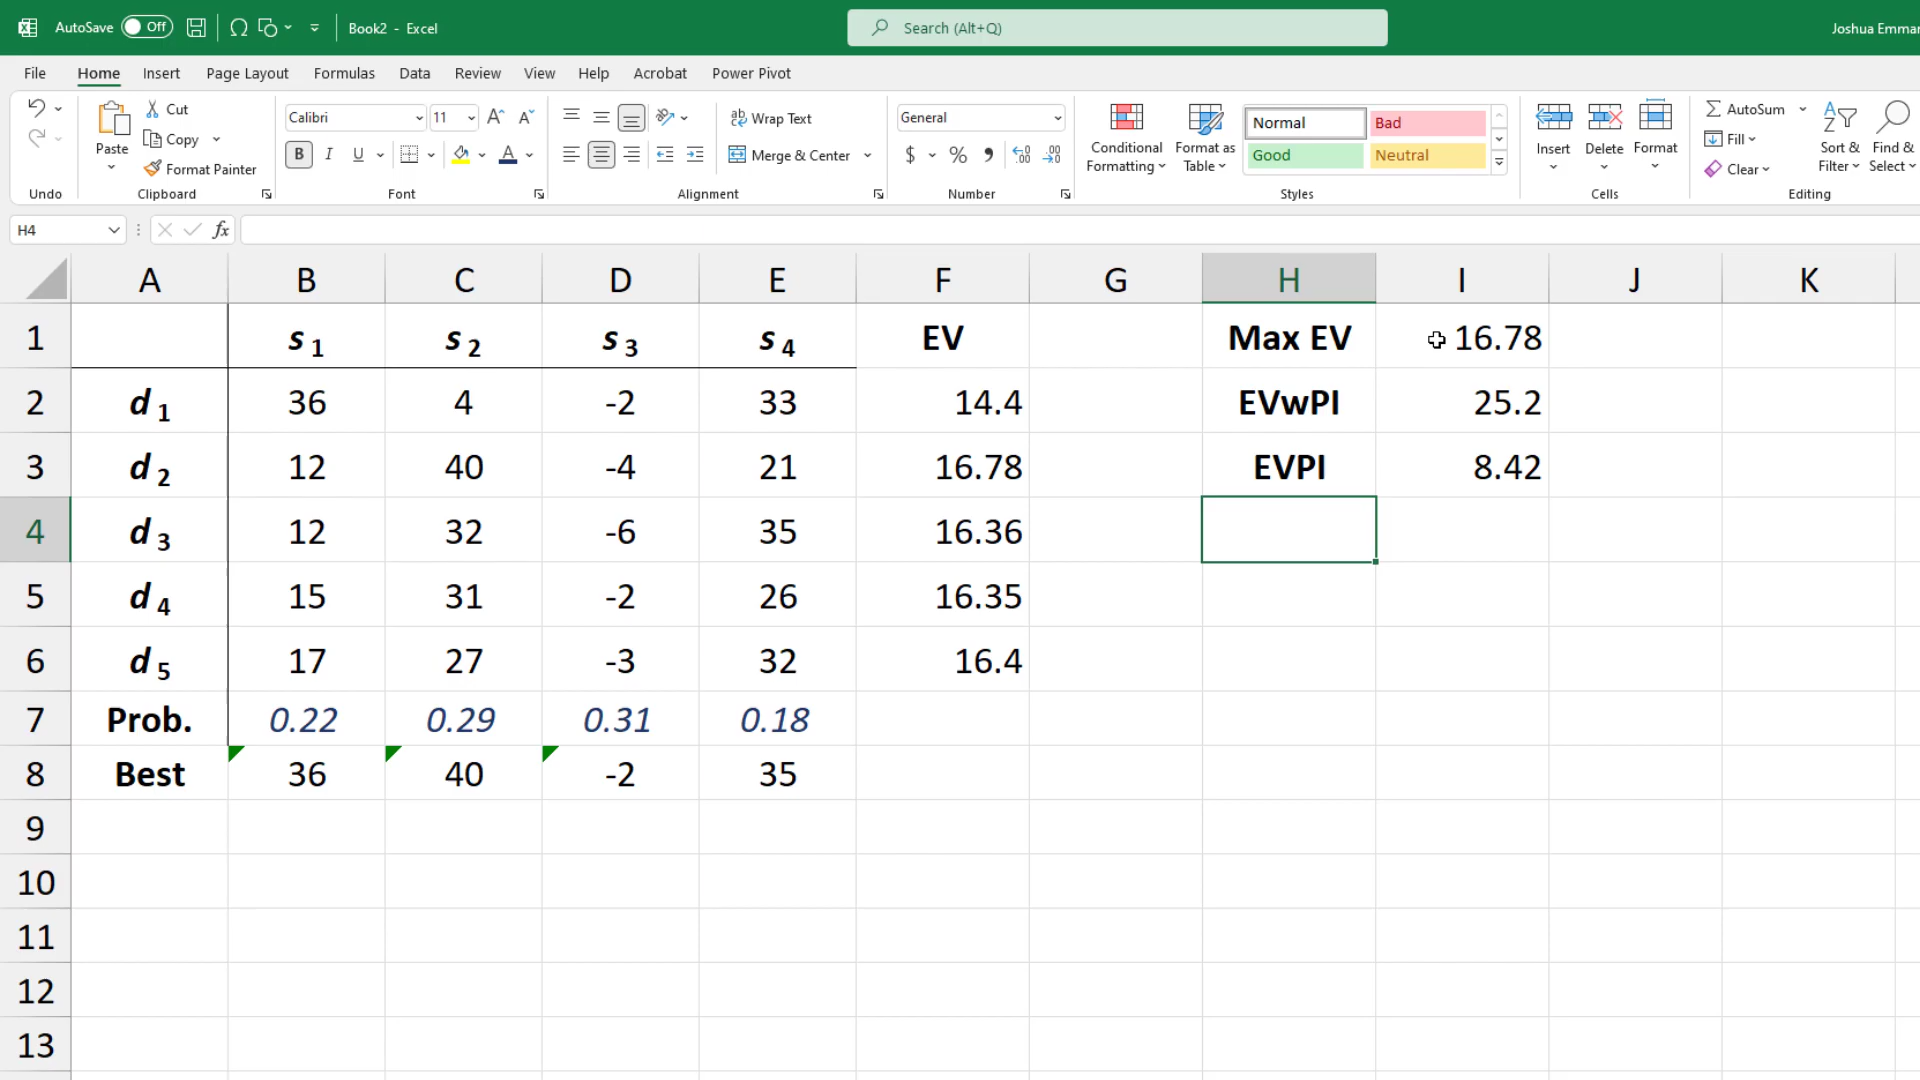 AutoSave Off Book2 - Excel Search (Alt+Q) Joshua Emmar
File Home Insert Page Layout Formulas Data Review View Help Acrobat Power Pivot
Cut
Copy
Format Painter
Paste
Undo Clipboard
Calibri 11
B I U A
Font
ab Wrap Text
Merge & Center
Alignment
General
$ % 9
Number
Conditional Formatting
Format as Table
Normal Bad
Good Neutral
Styles
Insert Delete Format
Cells
AutoSum
Fill
Clear
Sort & Filter
Find & Select
Editing
H4 fx
A B C D E F G H I J K
1 s 1 s 2 s 3 s 4 EV Max EV 16.78
2 d 1 36 4 -2 33 14.4 EVwPI 25.2
3 d 2 12 40 -4 21 16.78 EVPI 8.42
4 d 3 12 32 -6 35 16.36
5 d 4 15 31 -2 26 16.35
6 d 5 17 27 -3 32 16.4
7 Prob. 0.22 0.29 0.31 0.18
8 Best 36 40 -2 35
9
10
11
12
13